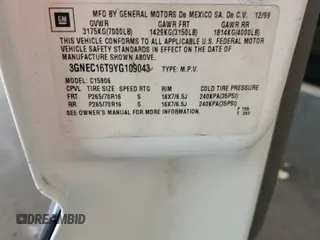 GM
MFD BY GENERAL MOTORS DE MEXICO SA. DE C.V. 12/99
GVWR GAWR FRT GAWR RR
3175KG(7000LB) 1429KG(3150LB) 1814KG(4000LB)
THIS VEHICLE CONFORMS TO ALL APPLICABLE U.S. FEDERAL MOTOR
VEHICLE SAFETY STANDARDS IN EFFECT ON THE DATE OF
MANUFACTURE SHOWN ABOVE.
3GNEC16T9YG109043 TYPE: M.P.V.
MODEL: C15906
CPVL TIRE SIZE SPEED RTG RIM COLD TIRE PRESSURE
FRT P265/70R16 S 16X7/6.5J 240KPA(35PSI)
RR P265/70R16 S 16X7/6.5J 240KPA(35PSI)
SEE OWNER'S MANUAL FOR MORE INFORMATION.
AUTOBIDMASTER